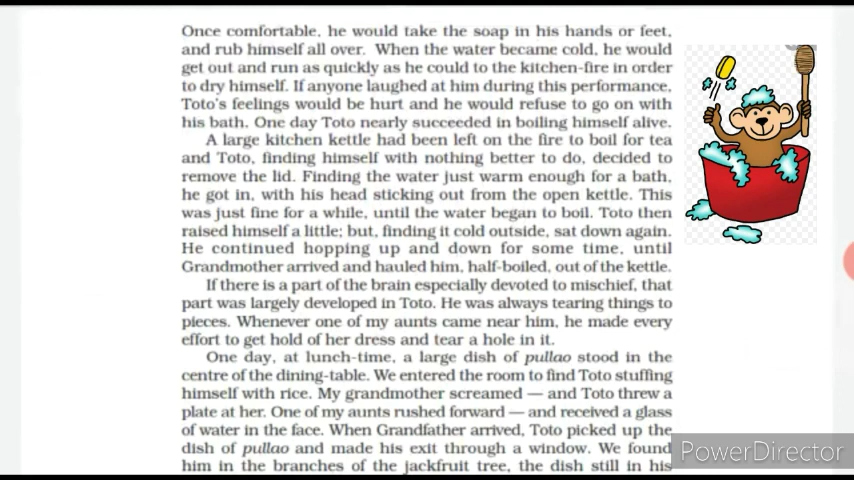 Once comfortable, he would take the soap in his hands or feet,
and rub himself all over. When the water became cold, he would
get out and run as quickly as he could to the kitchen-fire in order
to dry himself. If anyone laughed at him during this performance,
Toto's feelings would be hurt and he would refuse to go on with
his bath. One day Toto nearly succeeded in boiling himself alive.
A large kitchen kettle had been left on the fire to boil for tea
and Toto, finding himself with nothing better to do, decided to
remove the lid. Finding the water just warm enough for a bath,
he got in, with his head sticking out from the open kettle. This
was just fine for a while, until the water began to boil. Toto then
raised himself a little; but, finding it cold outside, sat down again.
He continued hopping up and down for some time, until
Grandmother arrived and hauled him, half-boiled, out of the kettle.
If there is a part of the brain especially devoted to mischief, that
part was largely developed in Toto. He was always tearing things to
pieces. Whenever one of my aunts came near him, he made every
effort to get hold of her dress and tear a hole in it.
One day, at lunch-time, a large dish of pullao stood in the
centre of the dining-table. We entered the room to find Toto stuffing
himself with rice. My grandmother screamed — and Toto threw a
plate at her. One of my aunts rushed forward — and received a glass
of water in the face. When Grandfather arrived, Toto picked up the
dish of pullao and made his exit through a window. We found
him in the branches of the jackfruit tree, the dish still in his
PowerDirector